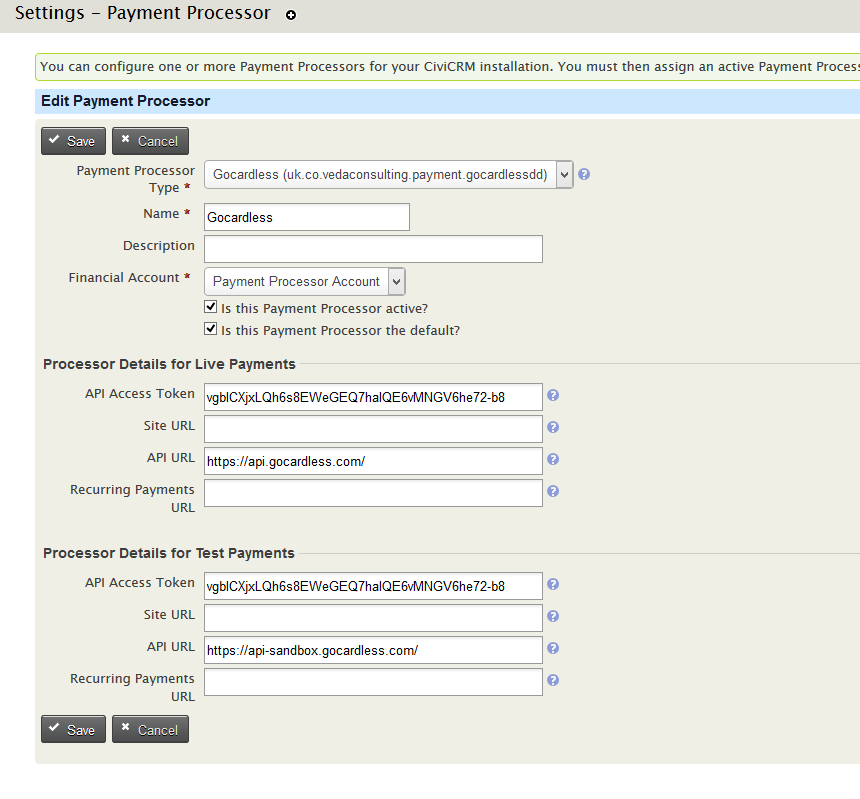 Settings - Payment Processor
You can configure one or more Payment Processors for your CiviCRM installation. You must then assign an active Payment Process
Edit Payment Processor
Save Cancel
Payment Processor
Type * Gocardless (uk.co.vedaconsulting.payment.gocardlessdd)
Name * Gocardless
Description
Financial Account * Payment Processor Account
Is this Payment Processor active?
Is this Payment Processor the default?
Processor Details for Live Payments
API Access Token vgblCXjxLQh6s8EWeGEQ7halQE6vMNGV6he72-b8
Site URL
API URL https://api.gocardless.com/
Recurring Payments
URL
Processor Details for Test Payments
API Access Token vgblCXjxLQh6s8EWeGEQ7halQE6vMNGV6he72-b8
Site URL
API URL https://api-sandbox.gocardless.com/
Recurring Payments
URL
Save Cancel